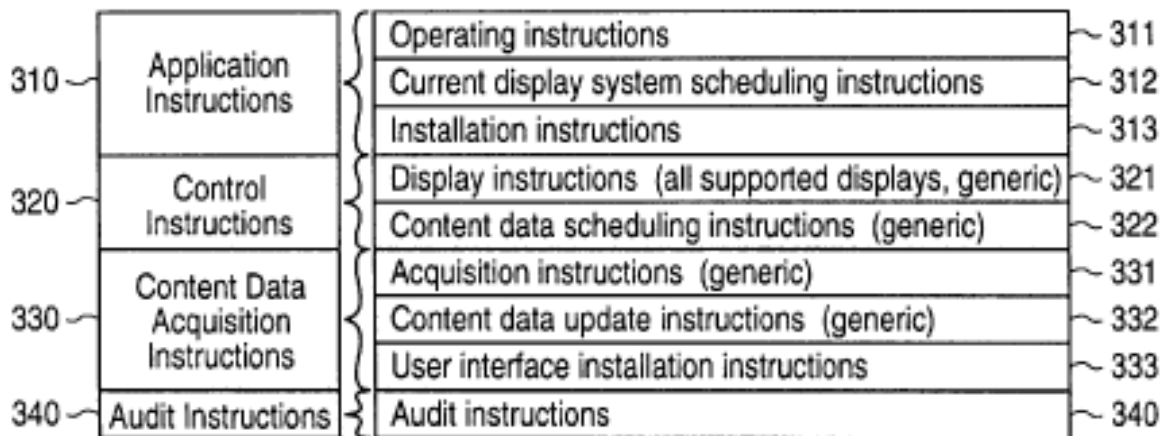 310
Application
Instructions
Operating instructions
311
Current display system scheduling instructions
312
Installation instructions
313
320
Control
Instructions
Display instructions (all supported displays, generic)
321
Content data scheduling instructions (generic)
322
330
Content Data
Acquisition
Instructions
Acquisition instructions (generic)
331
Content data update instructions (generic)
332
User interface installation instructions
333
340
Audit Instructions
Audit instructions
340